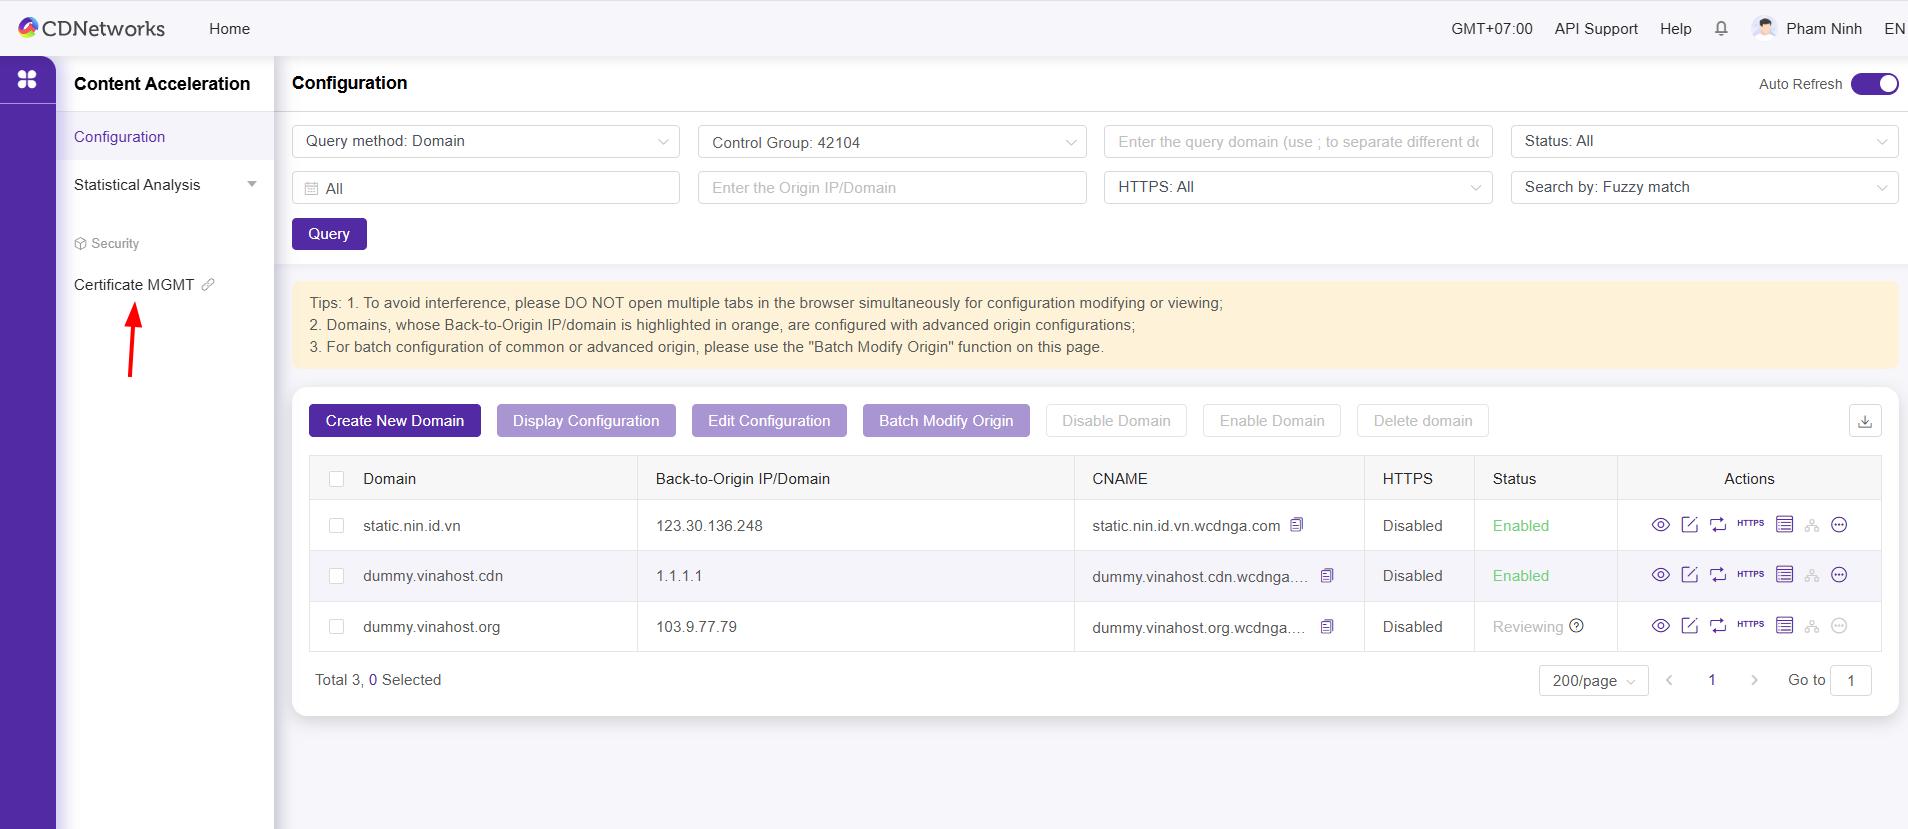 CDNetworks
Home
GMT+07:00
API Support
Help
Pham Ninh
EN
Content Acceleration
Configuration
Statistical Analysis
Security
Certificate MGMT
Configuration
Auto Refresh
Query method: Domain
Control Group: 42104
Enter the query domain (use ; to separate different dc
Status: All
All
Enter the Origin IP/Domain
HTTPS: All
Search by: Fuzzy match
Query
Tips: 1. To avoid interference, please DO NOT open multiple tabs in the browser simultaneously for configuration modifying or viewing;
2. Domains, whose Back-to-Origin IP/domain is highlighted in orange, are configured with advanced origin configurations;
3. For batch configuration of common or advanced origin, please use the "Batch Modify Origin" function on this page.
Create New Domain
Display Configuration
Edit Configuration
Batch Modify Origin
Disable Domain
Enable Domain
Delete domain
Domain Back-to-Origin IP/Domain CNAME HTTPS Status Actions
static.nin.id.vn 123.30.136.248 static.nin.id.vn.wcdnga.com Disabled Enabled HTTPS
dummy.vinahost.cdn 1.1.1.1 dummy.vinahost.cdn.wcdnga.... Disabled Enabled HTTPS
dummy.vinahost.org 103.9.77.79 dummy.vinahost.org.wcdnga.... Disabled Reviewing HTTPS
Total 3, 0 Selected
200/page
1
Go to 1